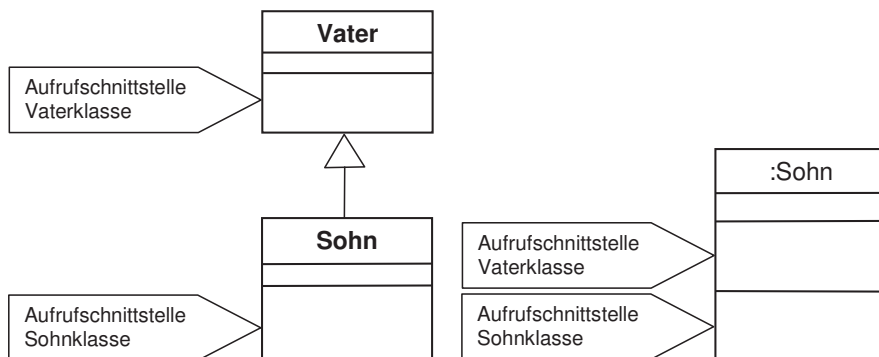 Vater
Aufrufschnittstelle
Vaterklasse
:Sohn
Sohn
Aufrufschnittstelle
Vaterklasse
Aufrufschnittstelle
Sohnklasse
Aufrufschnittstelle
Sohnklasse